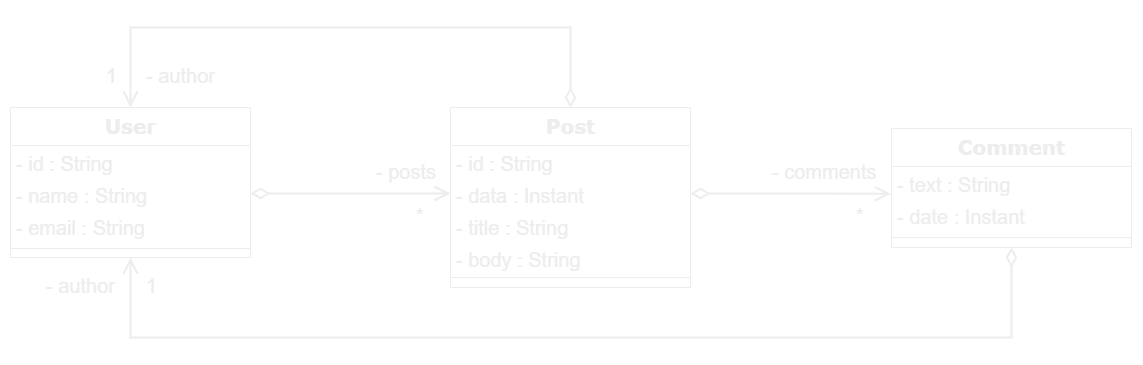 1 - author
User
- id : String
- name : String
- email : String
- posts
*
Post
- id : String
- data : Instant
- title : String
- body : String
- comments
*
Comment
- text : String
- date : Instant
- author 1